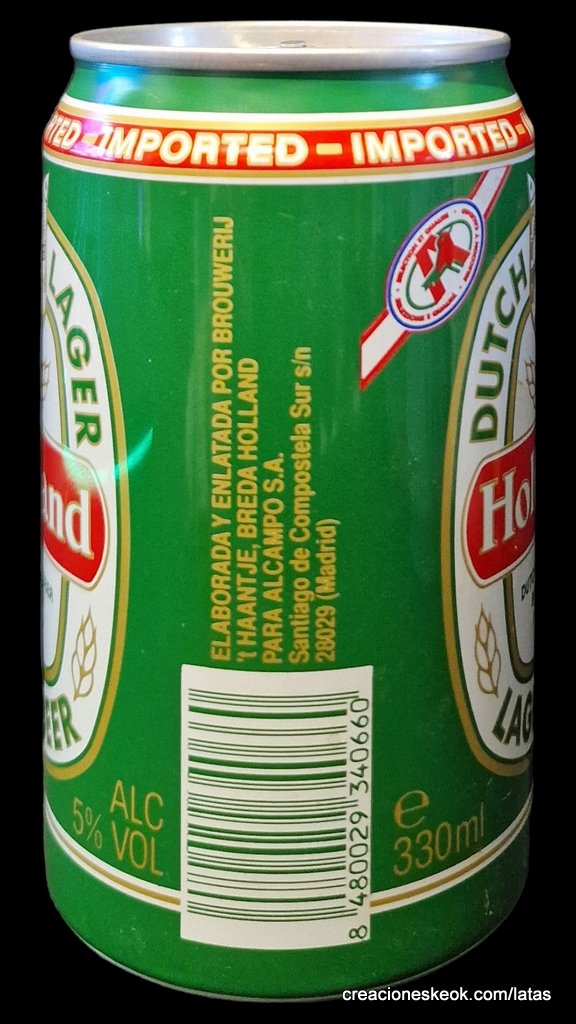 IMPORTED - IMPORTED -
LAGER
DUTCH
ELABORADA Y ENLATADA POR BROUWERIJ
't HAANTJE, BREDA HOLLAND
PARA ALCAMPO S.A.
Santiago de Compostela Sur s/n
28029 (Madrid)
5% ALC
VOL
8 480029 340660
e
330ml
creacioneskeok.com/latas